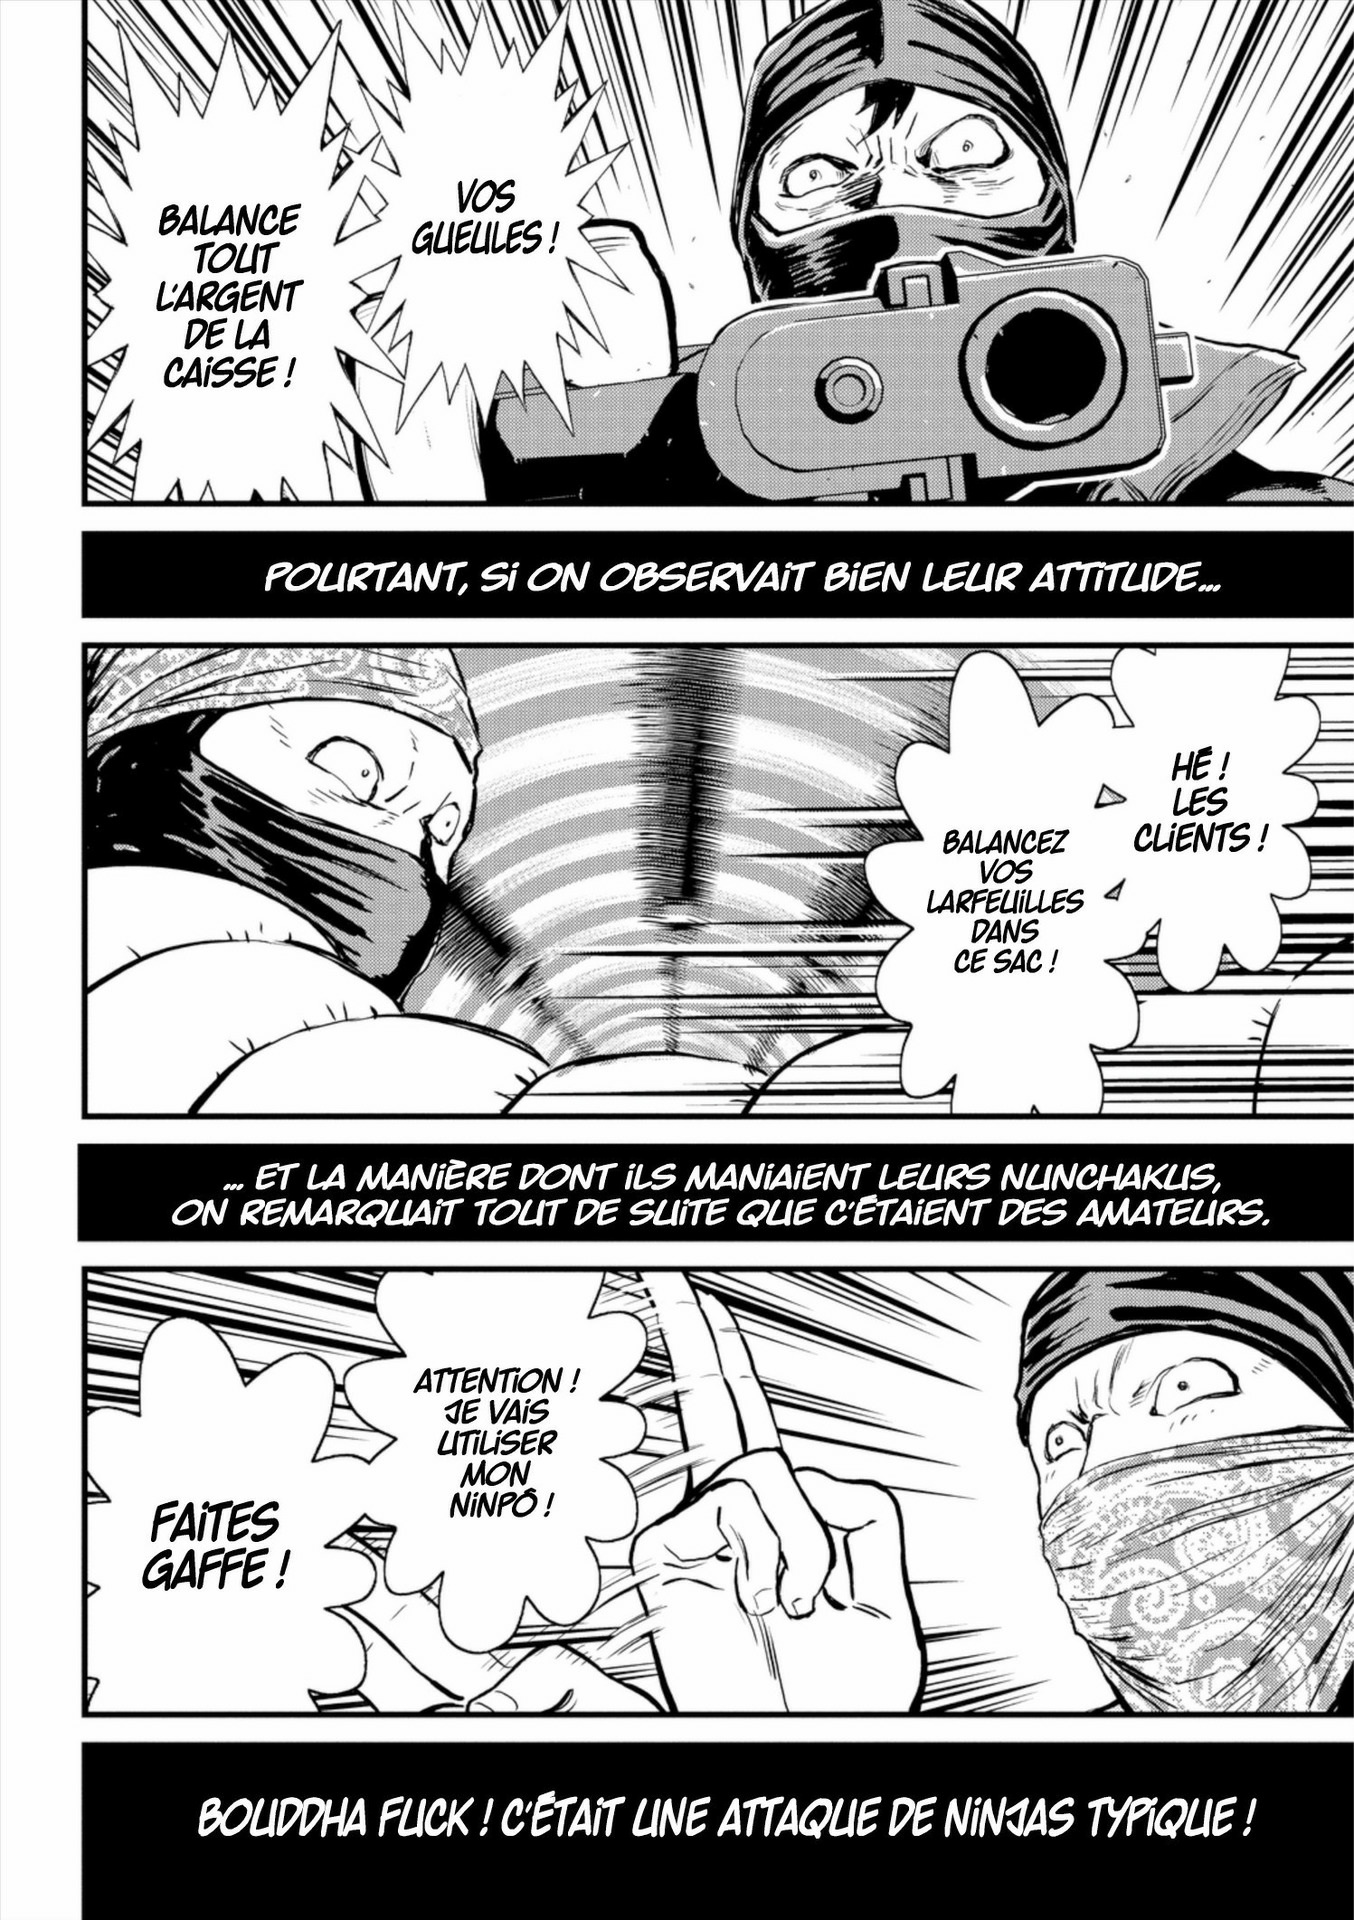 VOS
GUEULES !
BALANCE
TOUT
L'ARGENT
DE LA
CAISSE !
POURTANT, SI ON OBSERVAIT BIEN LEUR ATTITUDE...
HÉ !
LES
CLIENTS !
BALANCEZ
VOS
LARFEUILLES
DANS
CE SAC !
... ET LA MANIÈRE DONT ILS MANIAIENT LEURS NUNCHAKUS,
ON REMARQUAIT TOUT DE SUITE QUE C'ÉTAIENT DES AMATEURS.
ATTENTION !
JE VAIS
UTILISER
MON
NINPÔ !
FAITES
GAFFE !
BOUDDHA FUCK ! C'ÉTAIT UNE ATTAQUE DE NINJAS TYPIQUE !